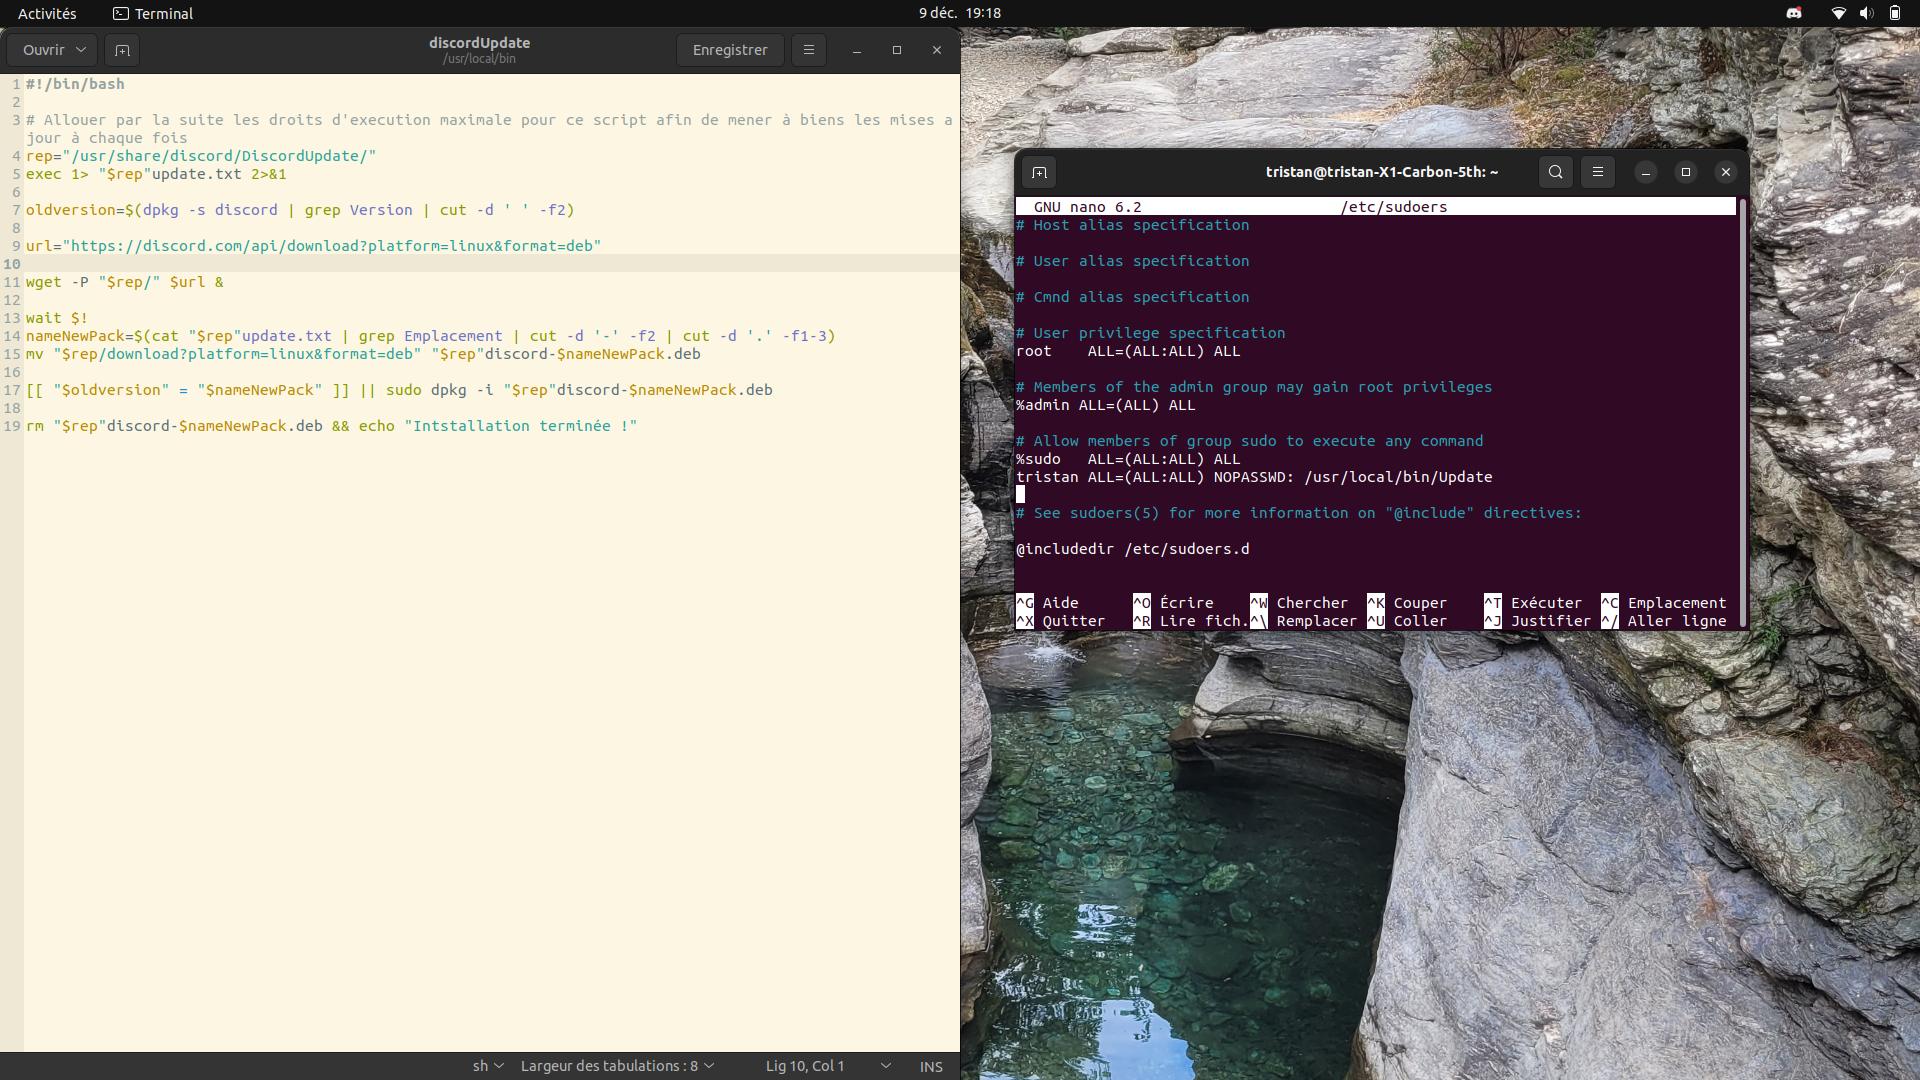 Activités
Terminal
9 déc. 19:18
Ouvrir
discordUpdate
/usr/local/bin
Enregistrer
1 #!/bin/bash
2
3 # Allouer par la suite les droits d'execution maximale pour ce script afin de mener à biens les mises a
jour à chaque fois
4 rep="/usr/share/discord/DiscordUpdate/"
5 exec 1> "$rep"update.txt 2>&1
6
7 oldversion=$(dpkg -s discord | grep Version | cut -d ' ' -f2)
8
9 url="https://discord.com/api/download?platform=linux&format=deb"
10
11 wget -P "$rep/" $url &
12
13 wait $!
14 nameNewPack=$(cat "$rep"update.txt | grep Emplacement | cut -d '-' -f2 | cut -d '.' -f1-3)
15 mv "$rep/download?platform=linux&format=deb" "$rep"discord-$nameNewPack.deb
16
17 [[ "$oldversion" = "$nameNewPack" ]] || sudo dpkg -i "$rep"discord-$nameNewPack.deb
18
19 rm "$rep"discord-$nameNewPack.deb && echo "Intstallation terminée !"
sh
Largeur des tabulations : 8
Lig 10, Col 1
INS
tristan@tristan-X1-Carbon-5th: ~
GNU nano 6.2 /etc/sudoers
# Host alias specification
# User alias specification
# Cmnd alias specification
# User privilege specification
root ALL=(ALL:ALL) ALL
# Members of the admin group may gain root privileges
%admin ALL=(ALL) ALL
# Allow members of group sudo to execute any command
%sudo ALL=(ALL:ALL) ALL
tristan ALL=(ALL:ALL) NOPASSWD: /usr/local/bin/Update
# See sudoers(5) for more information on "@include" directives:
@includedir /etc/sudoers.d
^G Aide ^O Écrire ^W Chercher ^K Couper ^T Exécuter ^C Emplacement
^X Quitter ^R Lire fich. ^\ Remplacer ^U Coller ^J Justifier ^/ Aller ligne